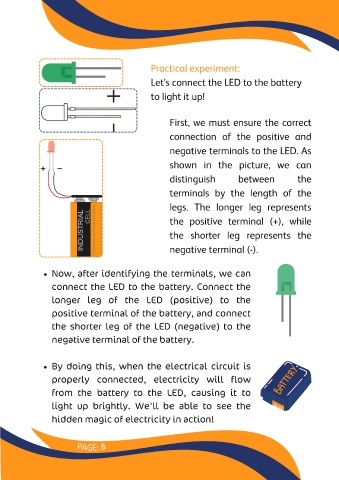 Practical experiment:
Let's connect the LED to the battery
to light it up!
+
-
First, we must ensure the correct
connection of the positive and
negative terminals to the LED. As
shown in the picture, we can
distinguish between the
terminals by the length of the
legs. The longer leg represents
the positive terminal (+), while
the shorter leg represents the
negative terminal (-).
+ -
INDUSTRIAL
CELL
• Now, after identifying the terminals, we can
connect the LED to the battery. Connect the
longer leg of the LED (positive) to the
positive terminal of the battery, and connect
the shorter leg of the LED (negative) to the
negative terminal of the battery.
• By doing this, when the electrical circuit is
properly connected, electricity will flow
from the battery to the LED, causing it to
light up brightly. We'll be able to see the
hidden magic of electricity in action!
BATTERY
PAGE: 8